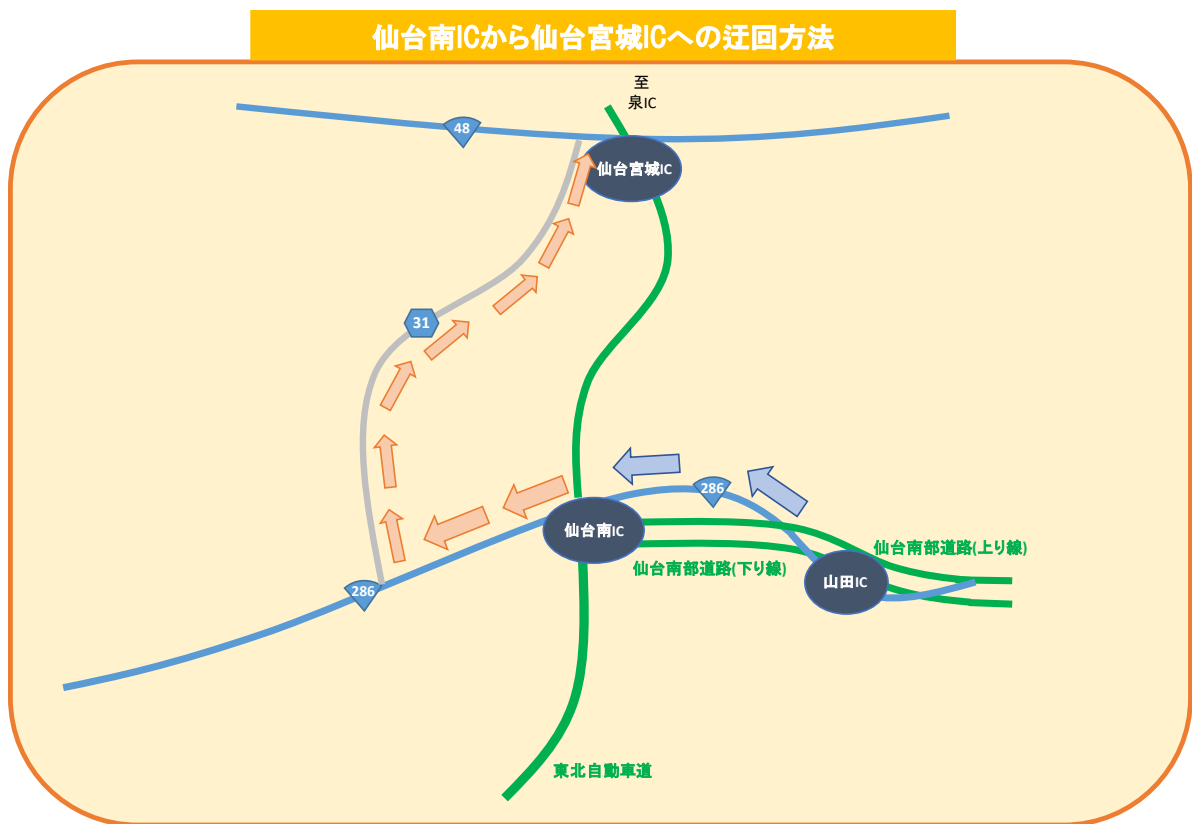 仙台南ICから仙台宮城ICへの迂回方法
至
泉IC
48
仙台宮城IC
31
286
仙台南IC
仙台南部道路(上り線)
仙台南部道路(下り線)
山田IC
286
東北自動車道